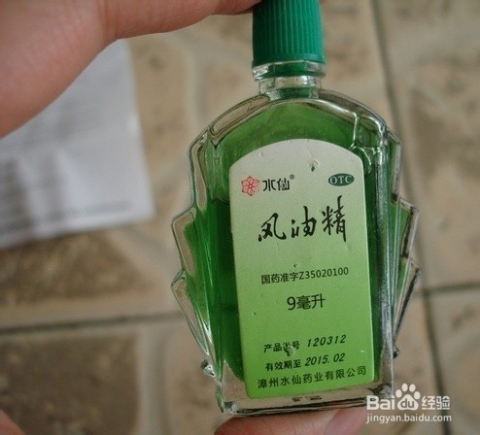 水仙®
OTC
风油精
国药准字Z35020100
9毫升
产品批号 120312
有效期至 2015.02
漳州水仙药业有限公司
Baidu经验
jingyan.baidu.com